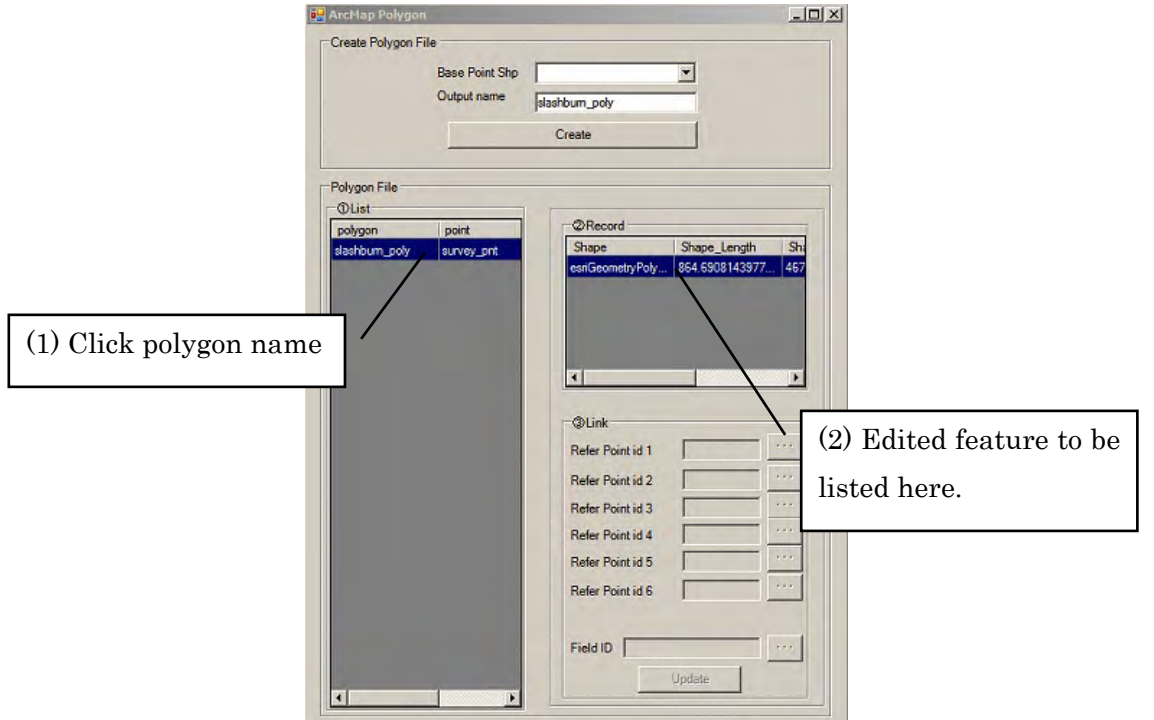 ArcMap Polygon
Create Polygon File
Base Point Shp
Output name slashburn_poly
Create
Polygon File
①List
polygon point
slashburn_poly survey_pnt
②Record
Shape Shape_Length Sha
esriGeometryPoly... 864.6908143977... 467
(1) Click polygon name
③Link
Refer Point id 1 ...
Refer Point id 2 ...
Refer Point id 3 ...
Refer Point id 4 ...
Refer Point id 5 ...
Refer Point id 6 ...
(2) Edited feature to be
listed here.
Field ID ...
Update